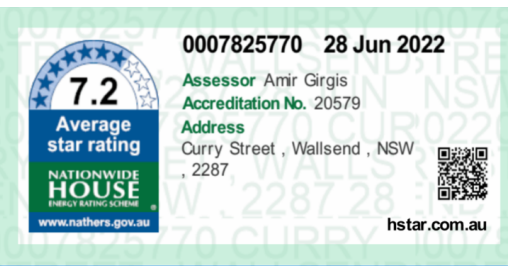 0007825770 28 Jun 2022
7.2
Average
star rating
NATIONWIDE
HOUSE
ENERGY RATING SCHEME ®
www.nathers.gov.au
Assessor Amir Girgis
Accreditation No. 20579
Address
Curry Street , Wallsend , NSW
, 2287
hstar.com.au